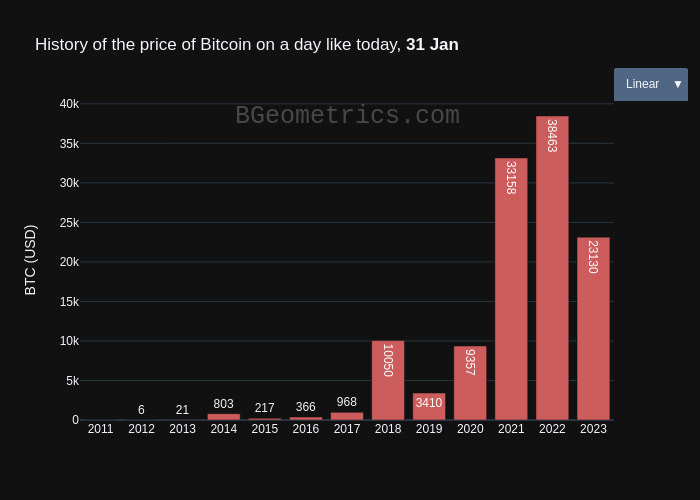 History of the price of Bitcoin on a day like today, 31 Jan
Linear ▼
BGeometrics.com
BTC (USD)
40k
35k
30k
25k
20k
15k
10k
5k
0
6
21
803
217
366
968
10050
3410
9357
33158
38463
23130
2011 2012 2013 2014 2015 2016 2017 2018 2019 2020 2021 2022 2023